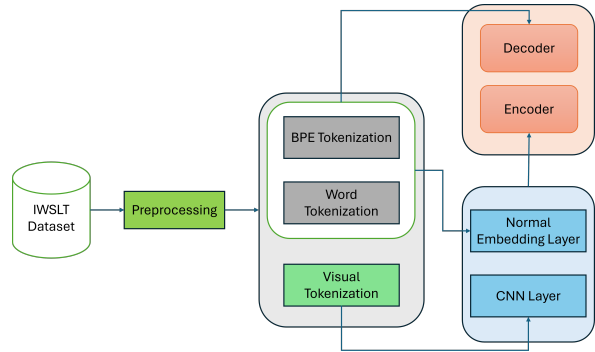 IWSLT
Dataset
Preprocessing
BPE Tokenization
Word
Tokenization
Visual
Tokenization
Decoder
Encoder
Normal
Embedding Layer
CNN Layer